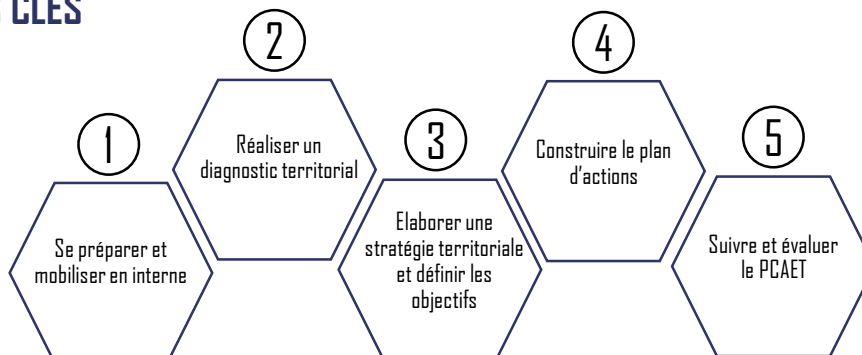 CLÉS
1
Se préparer et
mobiliser en interne
2
Réaliser un
diagnostic territorial
3
Elaborer une
stratégie territoriale
et définir les
objectifs
4
Construire le plan
d'actions
5
Suivre et évaluer
le PCAET